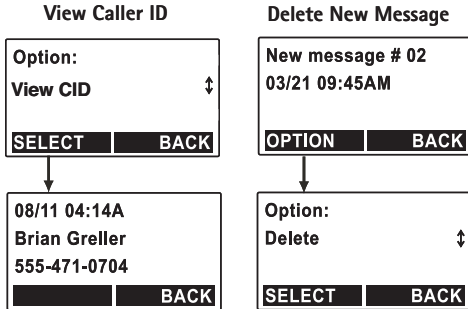 View Caller ID
Option:
View CID
SELECT BACK
08/11 04:14A
Brian Greller
555-471-0704
BACK
Delete New Message
New message # 02
03/21 09:45AM
OPTION BACK
Option:
Delete
SELECT BACK